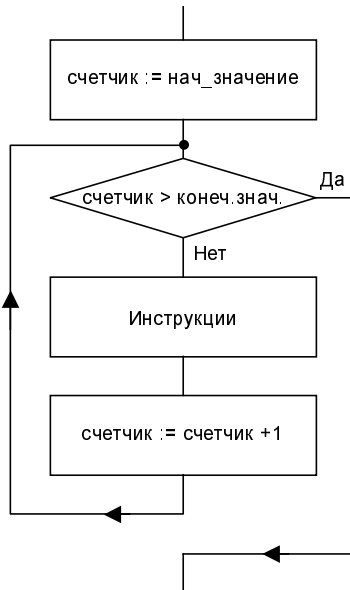 счетчик := нач_значение
счетчик > конеч.знач.
Да
Нет
Инструкции
счетчик := счетчик +1